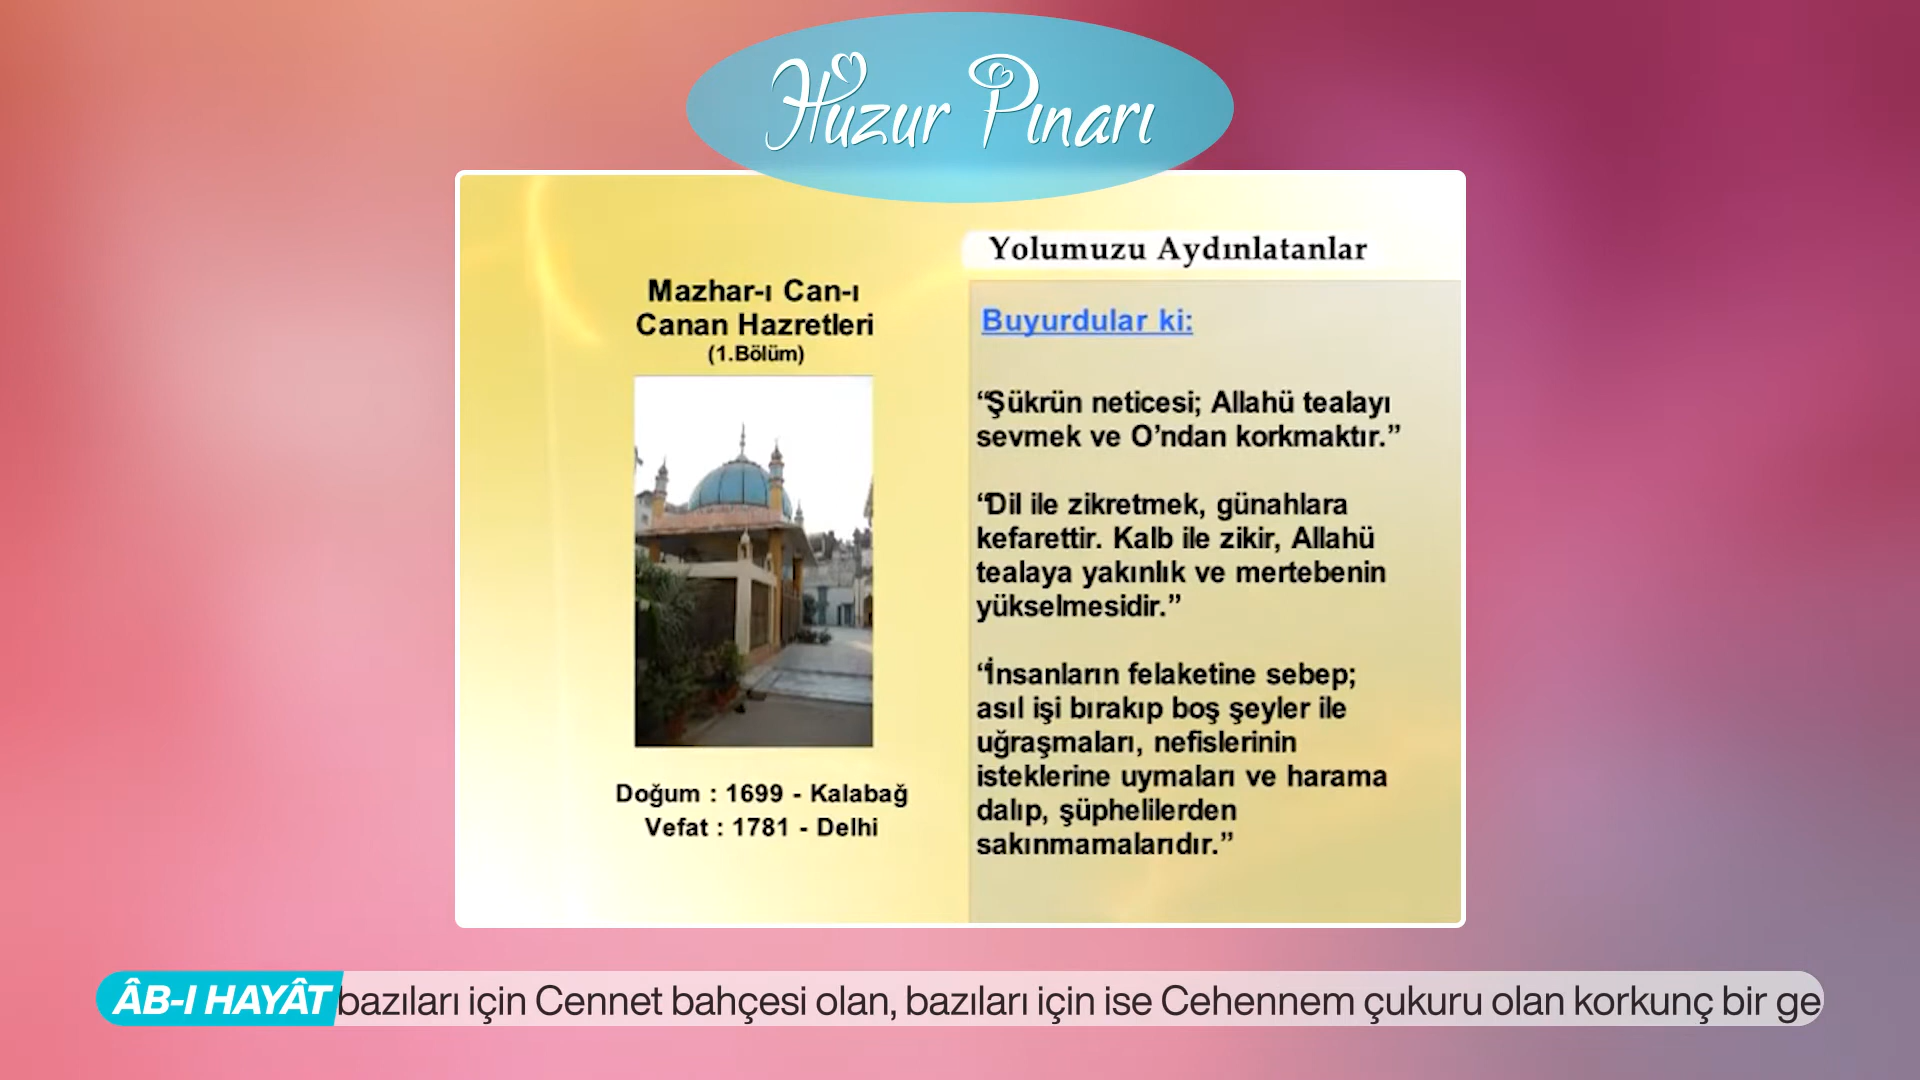 Huzur Pınarı
Yolumuzu Aydınlatanlar
Mazhar-ı Can-ı
Canan Hazretleri
(1.Bölüm)
Doğum : 1699 - Kalabağ
Vefat : 1781 - Delhi
Buyurdular ki:
“Şükrün neticesi; Allahü tealayı
sevmek ve O’ndan korkmaktır.”
“Dil ile zikretmek, günahlara
kefarettir. Kalb ile zikir, Allahü
tealaya yakınlık ve mertebenin
yükselmesidir.”
“İnsanların felaketine sebep;
asıl işi bırakıp boş şeyler ile
uğraşmaları, nefislerinin
isteklerine uymaları ve harama
dalıp, şüphelilerden
sakınmamalarıdır.”
ÂB-I HAYÂT bazıları için Cennet bahçesi olan, bazıları için ise Cehennem çukuru olan korkunç bir ge